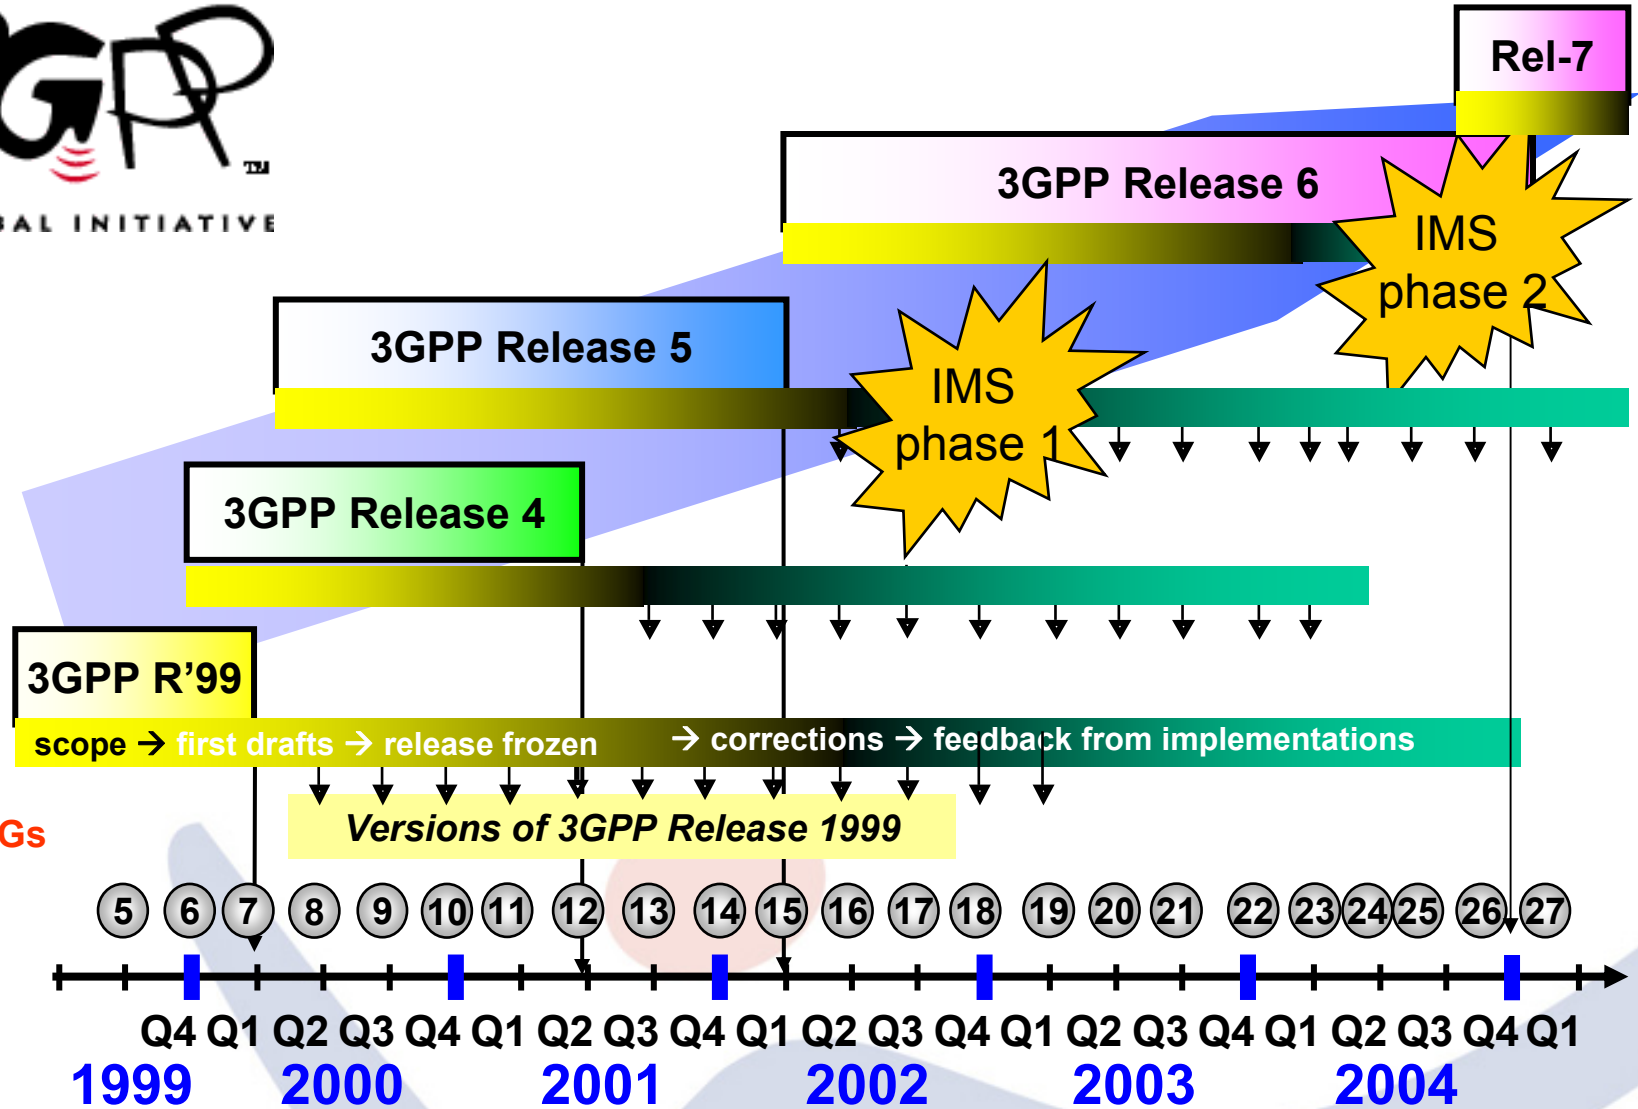 GPP
TM
BAL INITIATIVE
Rel-7
3GPP Release 6
IMS
phase 2
3GPP Release 5
IMS
phase 1
3GPP Release 4
3GPP R’99
scope → first drafts → release frozen → corrections → feedback from implementations
Versions of 3GPP Release 1999
Gs
5 6 7 8 9 10 11 12 13 14 15 16 17 18 19 20 21 22 23 24 25 26 27
Q4 Q1 Q2 Q3 Q4 Q1 Q2 Q3 Q4 Q1 Q2 Q3 Q4 Q1 Q2 Q3 Q4 Q1 Q2 Q3 Q4 Q1
1999 2000 2001 2002 2003 2004